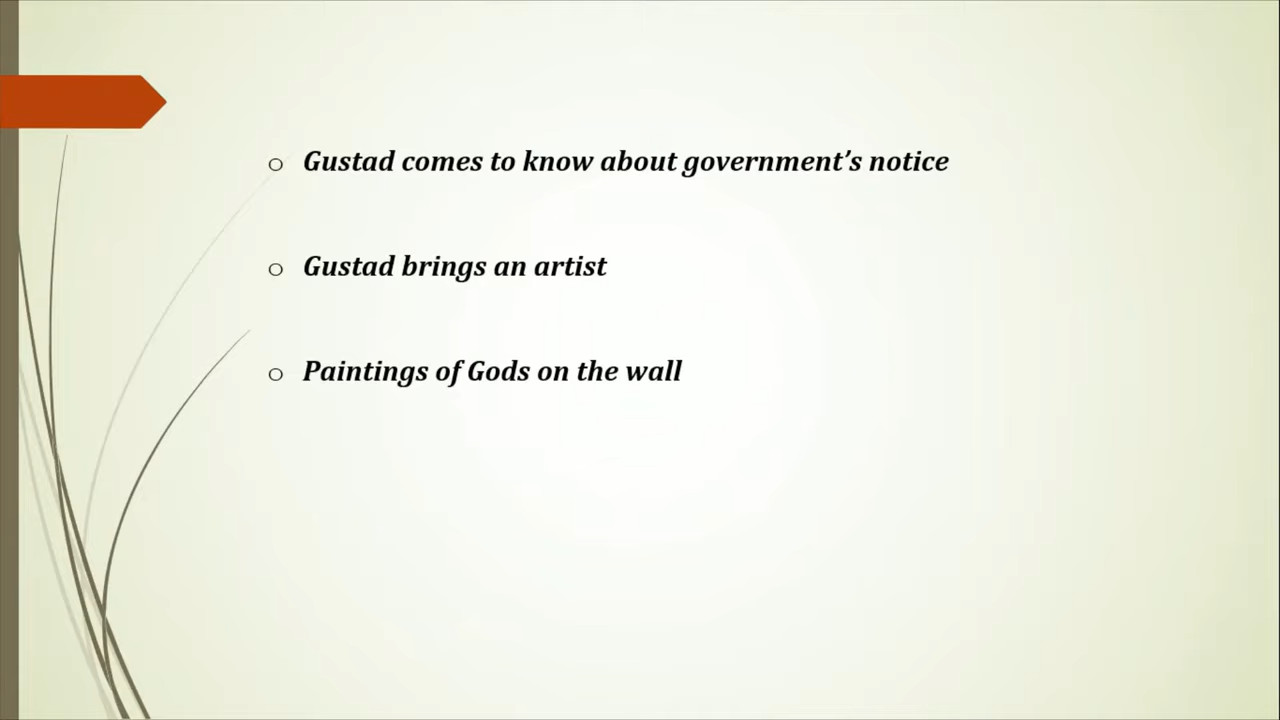 o Gustad comes to know about government’s notice
o Gustad brings an artist
o Paintings of Gods on the wall